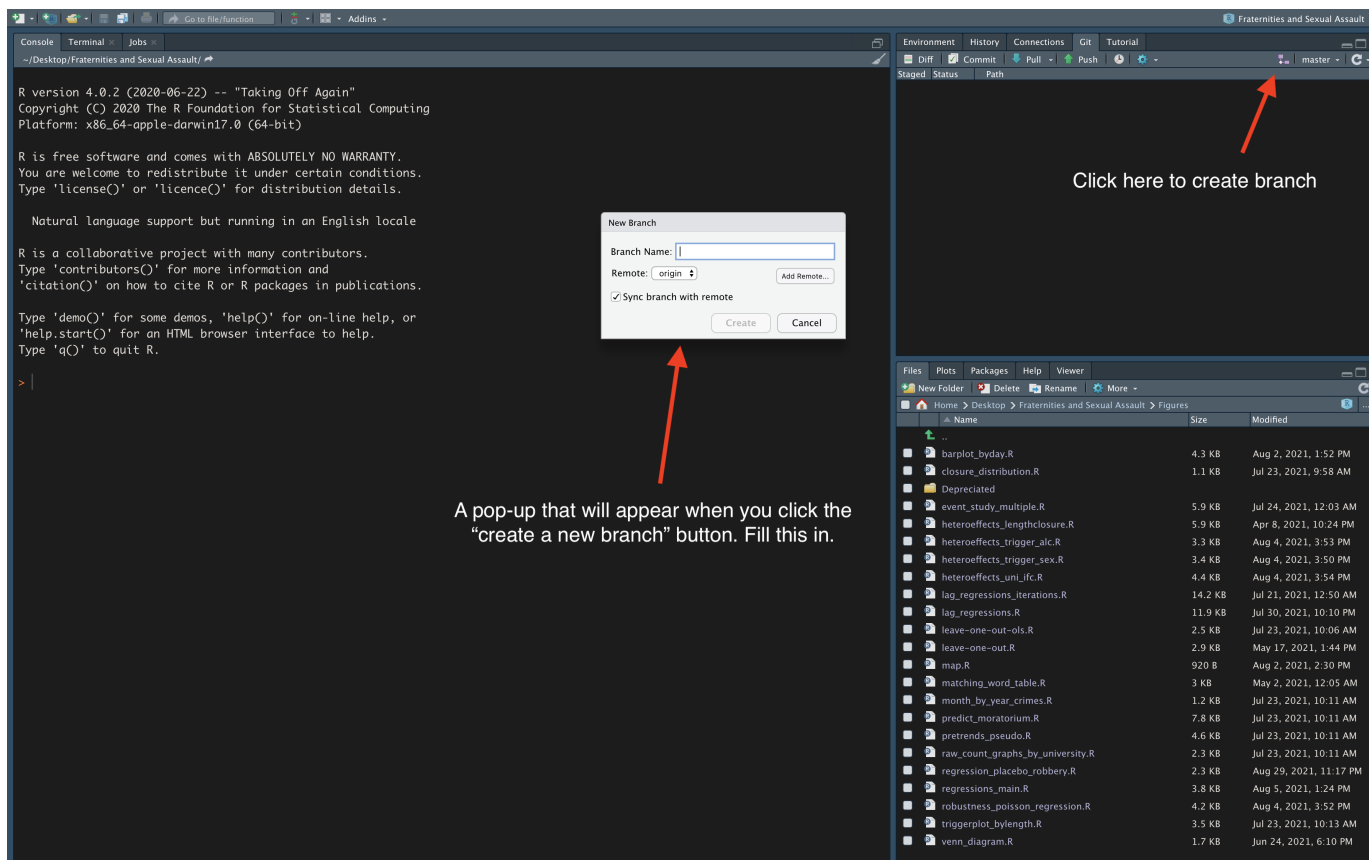 Go to file/function
Addins
Fraternities and Sexual Assault
Console Terminal Jobs
~/Desktop/Fraternities and Sexual Assault/
R version 4.0.2 (2020-06-22) -- "Taking Off Again"
Copyright (C) 2020 The R Foundation for Statistical Computing
Platform: x86_64-apple-darwin17.0 (64-bit)
R is free software and comes with ABSOLUTELY NO WARRANTY.
You are welcome to redistribute it under certain conditions.
Type 'license()' or 'licence()' for distribution details.
Natural language support but running in an English locale
R is a collaborative project with many contributors.
Type 'contributors()' for more information and
'citation()' on how to cite R or R packages in publications.
Type 'demo()' for some demos, 'help()' for on-line help, or
'help.start()' for an HTML browser interface to help.
Type 'q()' to quit R.
>
New Branch
Branch Name:
Remote: origin Add Remote...
Sync branch with remote
Create Cancel
A pop-up that will appear when you click the
“create a new branch” button. Fill this in.
Environment History Connections Git Tutorial
Diff Commit Pull Push master
Staged Status Path
Click here to create branch
Files Plots Packages Help Viewer
New Folder Delete Rename More
Home Desktop Fraternities and Sexual Assault Figures
Name Size Modified
..
barplot_byday.R 4.3 KB Aug 2, 2021, 1:52 PM
closure_distribution.R 1.1 KB Jul 23, 2021, 9:58 AM
Depreciated
event_study_multiple.R 5.9 KB Jul 24, 2021, 12:03 AM
heteroeffects_lengthclosure.R 5.9 KB Apr 8, 2021, 10:24 PM
heteroeffects_trigger_alc.R 3.3 KB Aug 4, 2021, 3:53 PM
heteroeffects_trigger_sex.R 3.4 KB Aug 4, 2021, 3:50 PM
heteroeffects_uni_ifc.R 4.4 KB Aug 4, 2021, 3:54 PM
lag_regressions_iterations.R 14.2 KB Jul 21, 2021, 12:50 AM
lag_regressions.R 11.9 KB Jul 30, 2021, 10:10 PM
leave-one-out-ols.R 2.5 KB Jul 23, 2021, 10:06 AM
leave-one-out.R 2.9 KB May 17, 2021, 1:44 PM
map.R 920 B Aug 2, 2021, 2:30 PM
matching_word_table.R 3 KB May 2, 2021, 12:05 AM
month_by_year_crimes.R 1.2 KB Jul 23, 2021, 10:11 AM
predict_moratorium.R 7.8 KB Jul 23, 2021, 10:11 AM
pretrends_pseudo.R 4.6 KB Jul 23, 2021, 10:11 AM
raw_count_graphs_by_university.R 2.3 KB Jul 23, 2021, 10:11 AM
regression_placebo_robbery.R 2.3 KB Aug 29, 2021, 11:17 PM
regressions_main.R 3.8 KB Aug 5, 2021, 1:24 PM
robustness_poisson_regression.R 4.2 KB Aug 4, 2021, 3:52 PM
triggerplot_bylength.R 3.5 KB Jul 23, 2021, 10:13 AM
venn_diagram.R 1.7 KB Jun 24, 2021, 6:10 PM